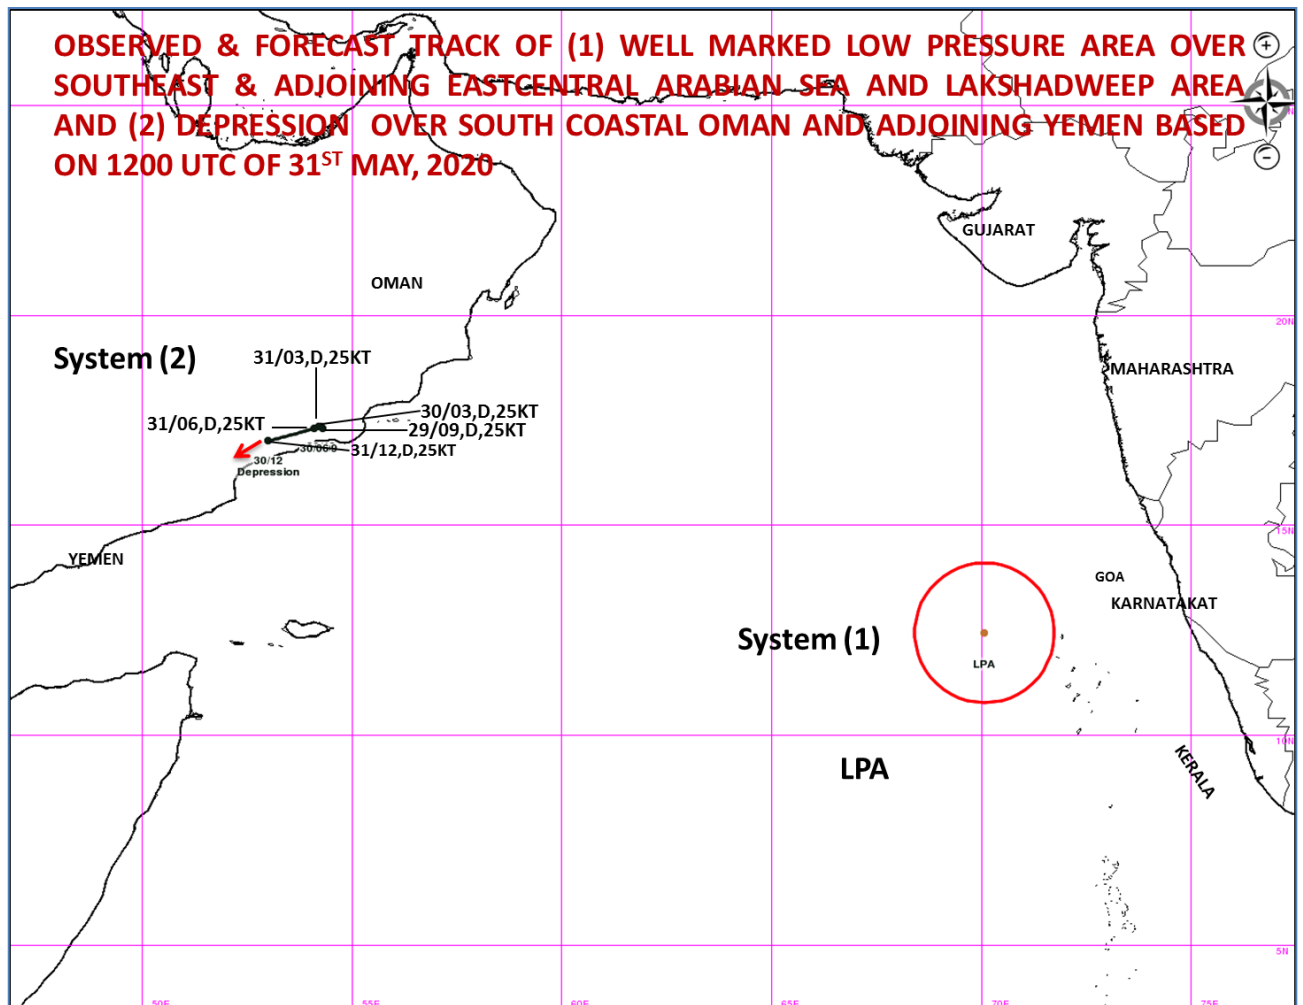 OBSERVED & FORECAST TRACK OF (1) WELL MARKED LOW PRESSURE AREA OVER
SOUTHEAST & ADJOINING EASTCENTRAL ARABIAN SEA AND LAKSHADWEEP AREA
AND (2) DEPRESSION OVER SOUTH COASTAL OMAN AND ADJOINING YEMEN BASED
ON 1200 UTC OF 31ST MAY, 2020
GUJARAT
OMAN
20N
System (2)
31/03,D,25KT
MAHARASHTRA
30/03,D,25KT
31/06,D,25KT
29/09,D,25KT
31/12,D,25KT
30/12
Depression
15N
YEMEN
GOA
KARNATAKAT
System (1)
LPA
10N
LPA
KERALA
5N
50E
55E
60E
65E
70E
75E